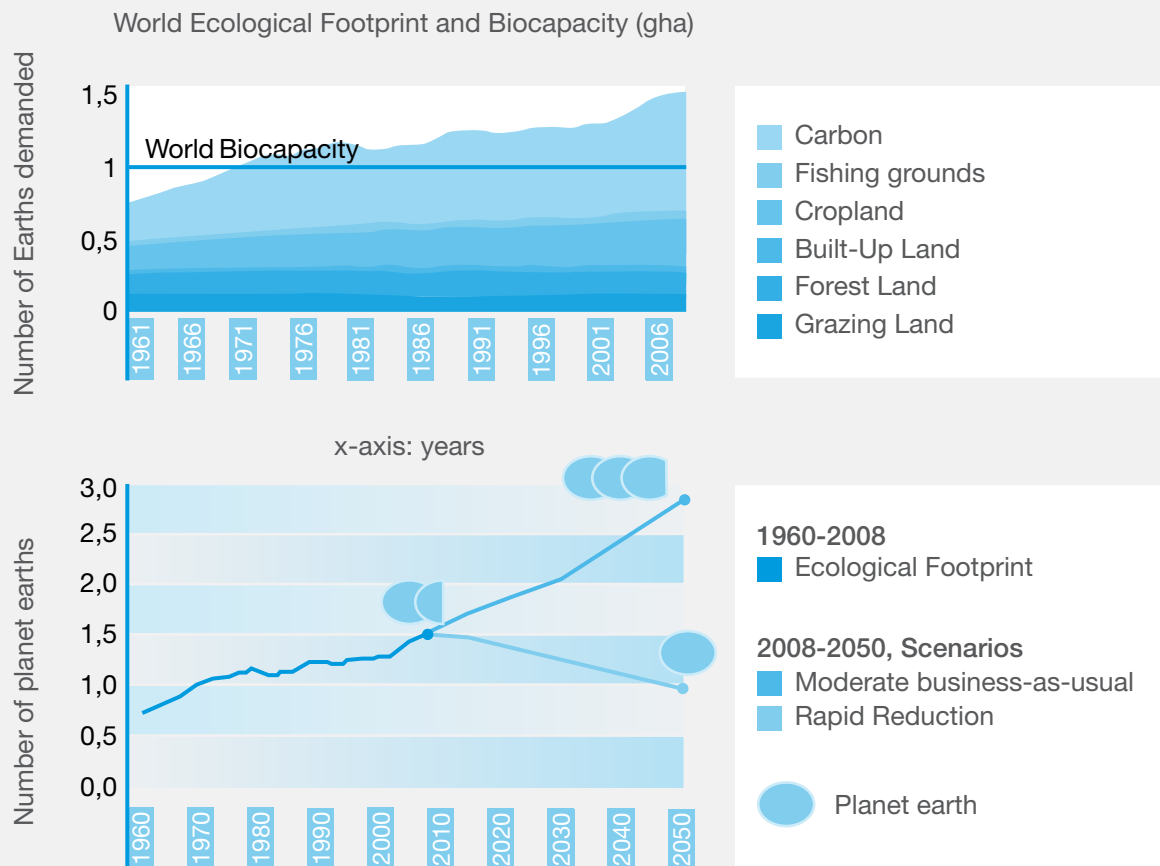 World Ecological Footprint and Biocapacity (gha)
Number of Earths demanded
1,5
1
0,5
0
World Biocapacity
1961
1966
1971
1976
1981
1986
1991
1996
2001
2006
Carbon
Fishing grounds
Cropland
Built-Up Land
Forest Land
Grazing Land
x-axis: years
Number of planet earths
3,0
2,5
2,0
1,5
1,0
0,5
0,0
1960
1970
1980
1990
2000
2010
2020
2030
2040
2050
1960-2008
Ecological Footprint
2008-2050, Scenarios
Moderate business-as-usual
Rapid Reduction
Planet earth